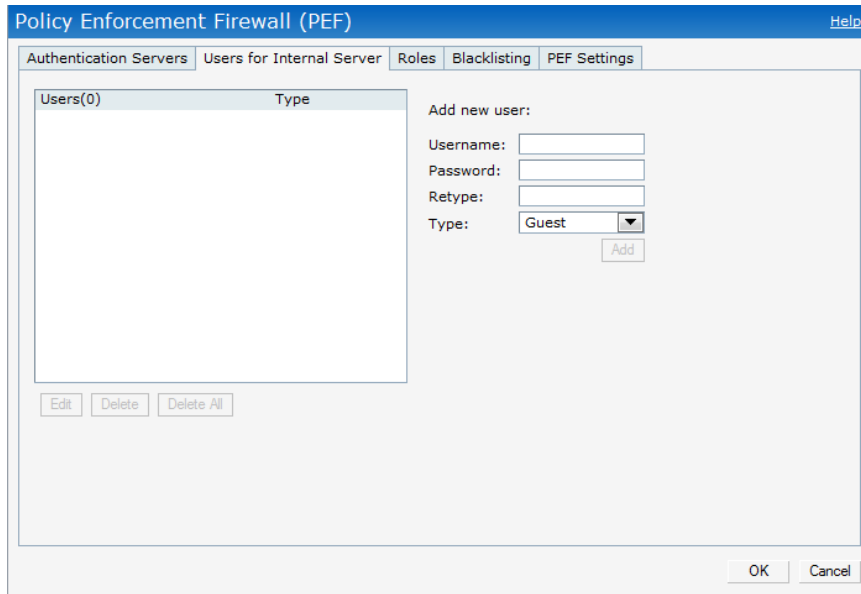 Policy Enforcement Firewall (PEF) Help
Authentication Servers Users for Internal Server Roles Blacklisting PEF Settings
Users(0) Type
Add new user:
Username:
Password:
Retype:
Type: Guest
Add
Edit Delete Delete All
OK Cancel